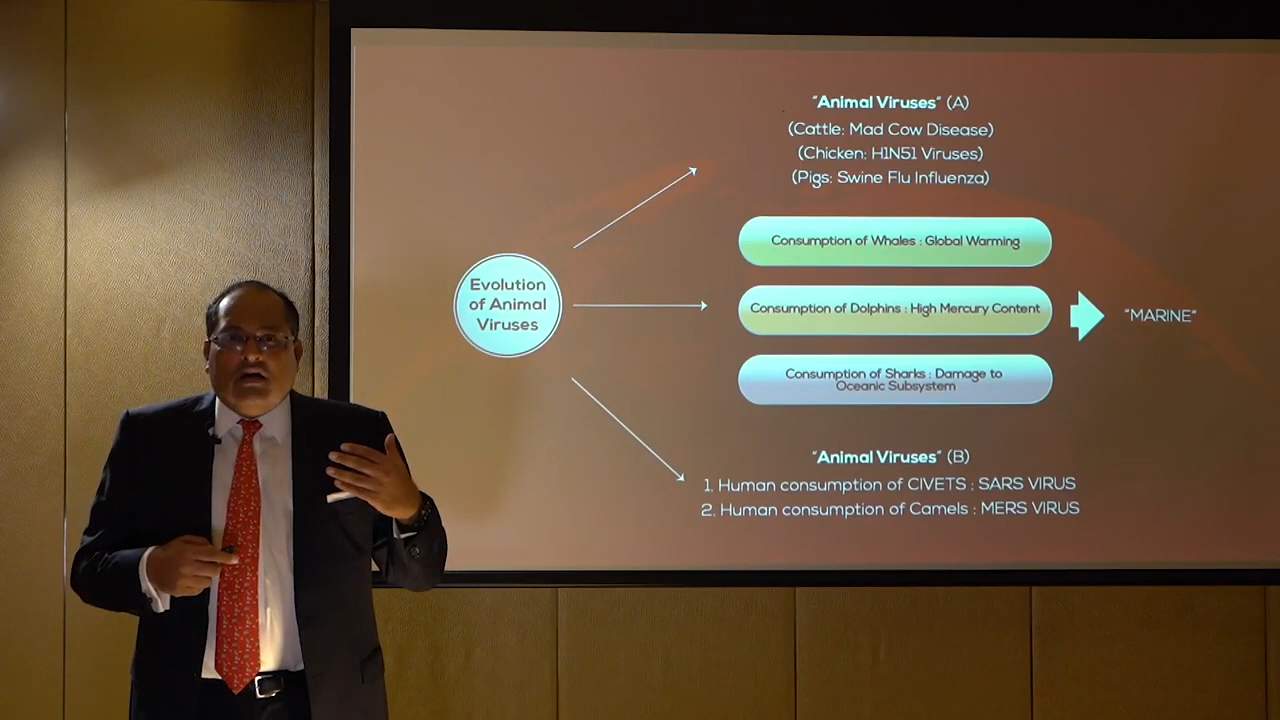 "Animal Viruses" (A)
(Cattle: Mad Cow Disease)
(Chicken: H1N51 Viruses)
(Pigs: Swine Flu Influenza)
Evolution
of Animal
Viruses
Consumption of Whales : Global Warming
Consumption of Dolphins : High Mercury Content
Consumption of Sharks : Damage to
Oceanic Subsystem
"MARINE"
"Animal Viruses" (B)
1. Human consumption of CIVETS : SARS VIRUS
2. Human consumption of Camels : MERS VIRUS